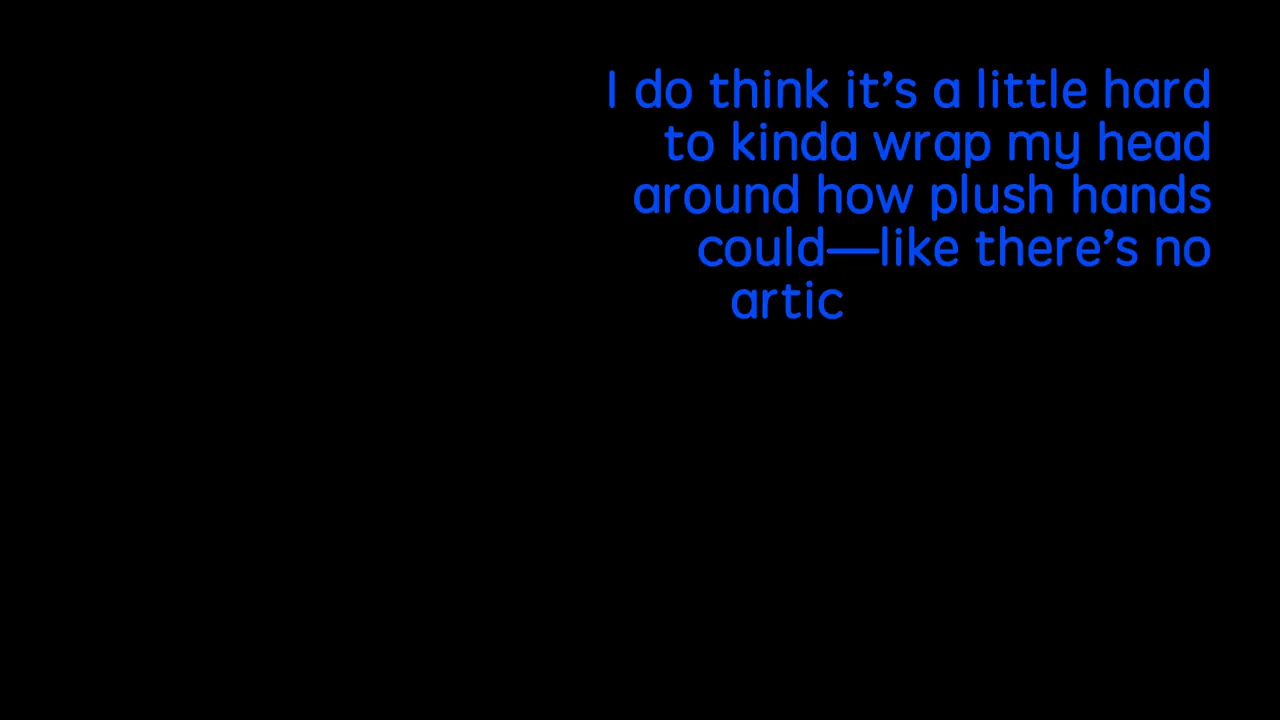 I do think it’s a little hard
to kinda wrap my head
around how plush hands
could—like there’s no
artic